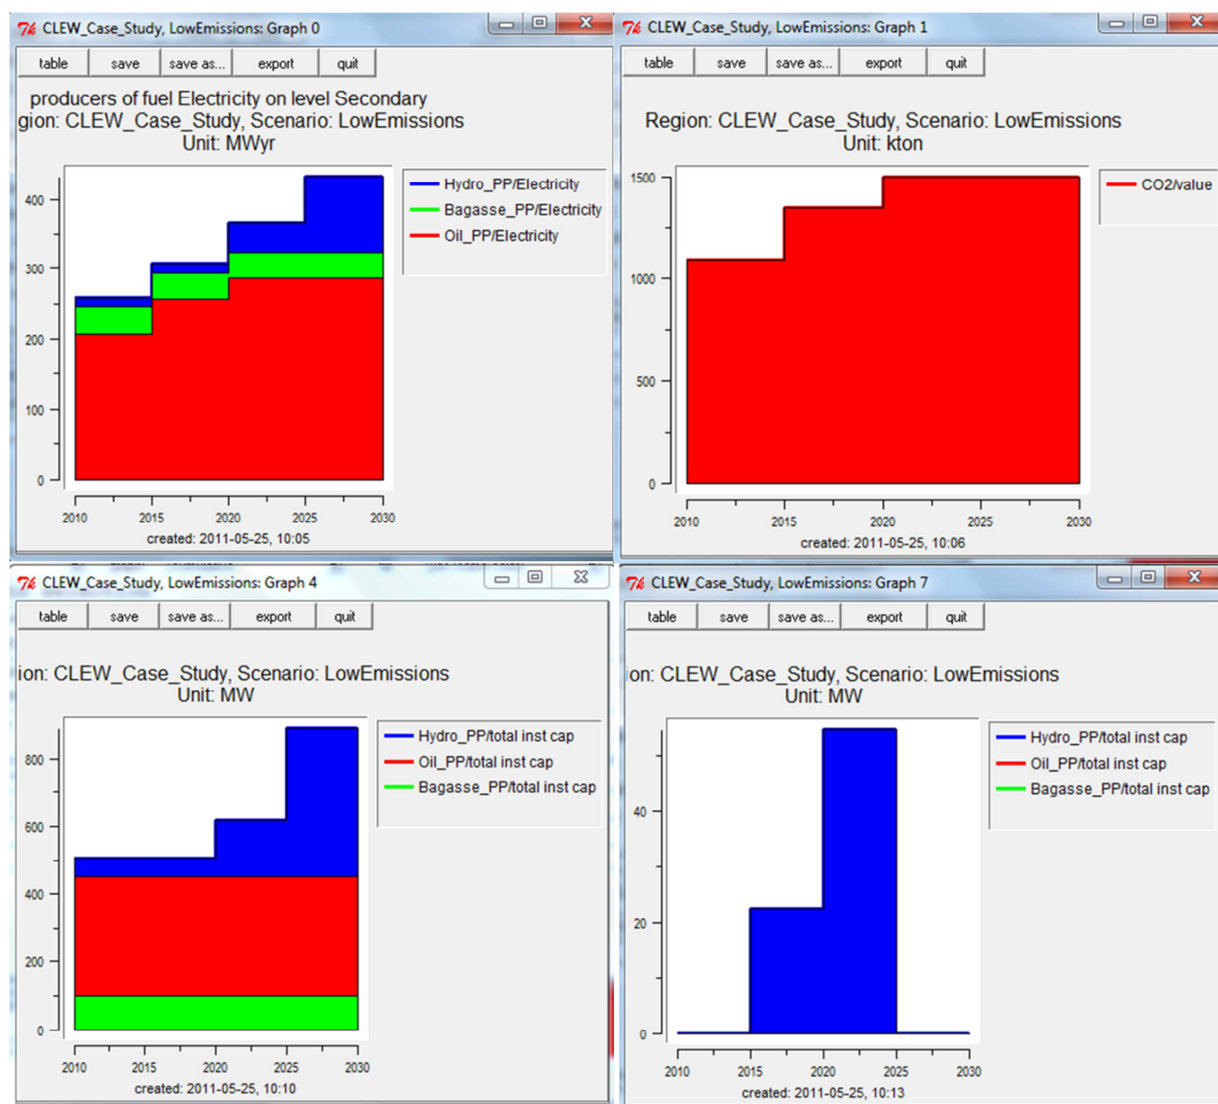 CLEW_Case_Study, LowEmissions: Graph 0
table save save as... export quit
producers of fuel Electricity on level Secondary
gion: CLEW_Case_Study, Scenario: LowEmissions
Unit: MWyr
Hydro_PP/Electricity
Bagasse_PP/Electricity
Oil_PP/Electricity
400
300
200
100
0
2010 2015 2020 2025 2030
created: 2011-05-25, 10:05
CLEW_Case_Study, LowEmissions: Graph 1
table save save as... export quit
Region: CLEW_Case_Study, Scenario: LowEmissions
Unit: kton
CO2/value
1500
1000
500
0
2010 2015 2020 2025 2030
created: 2011-05-25, 10:06
CLEW_Case_Study, LowEmissions: Graph 4
table save save as... export quit
ion: CLEW_Case_Study, Scenario: LowEmissions
Unit: MW
Hydro_PP/total inst cap
Oil_PP/total inst cap
Bagasse_PP/total inst cap
800
600
400
200
0
2010 2015 2020 2025 2030
created: 2011-05-25, 10:10
CLEW_Case_Study, LowEmissions: Graph 7
table save save as... export quit
ion: CLEW_Case_Study, Scenario: LowEmissions
Unit: MW
Hydro_PP/total inst cap
Oil_PP/total inst cap
Bagasse_PP/total inst cap
40
20
0
2010 2015 2020 2025 2030
created: 2011-05-25, 10:13